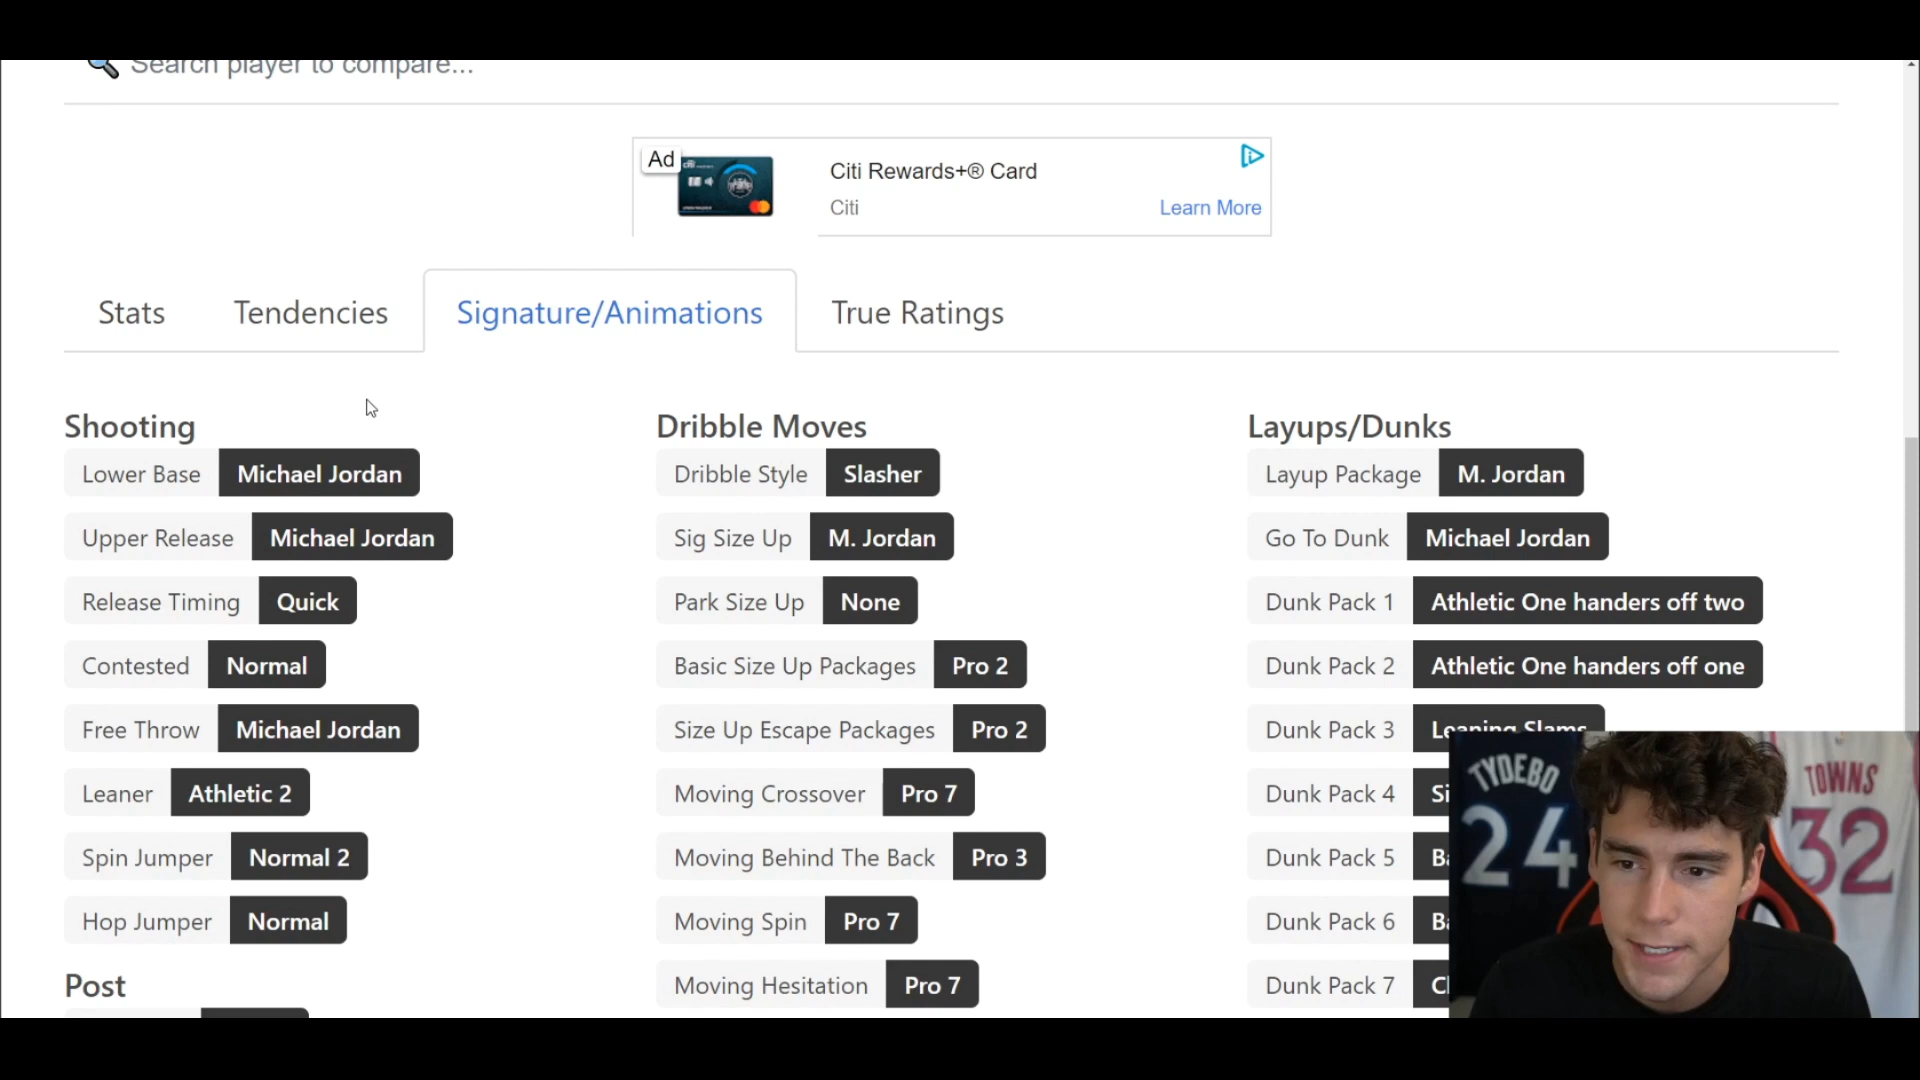 Search player to compare...
Ad
Citi Rewards+® Card
Citi
Learn More
Stats
Tendencies
Signature/Animations
True Ratings
Shooting
Lower Base Michael Jordan
Upper Release Michael Jordan
Release Timing Quick
Contested Normal
Free Throw Michael Jordan
Leaner Athletic 2
Spin Jumper Normal 2
Hop Jumper Normal
Post
Dribble Moves
Dribble Style Slasher
Sig Size Up M. Jordan
Park Size Up None
Basic Size Up Packages Pro 2
Size Up Escape Packages Pro 2
Moving Crossover Pro 7
Moving Behind The Back Pro 3
Moving Spin Pro 7
Moving Hesitation Pro 7
Layups/Dunks
Layup Package M. Jordan
Go To Dunk Michael Jordan
Dunk Pack 1 Athletic One handers off two
Dunk Pack 2 Athletic One handers off one
Dunk Pack 3 Leaning Slams
Dunk Pack 4
Dunk Pack 5
Dunk Pack 6
Dunk Pack 7
TYDEBO
24
TOWNS
32